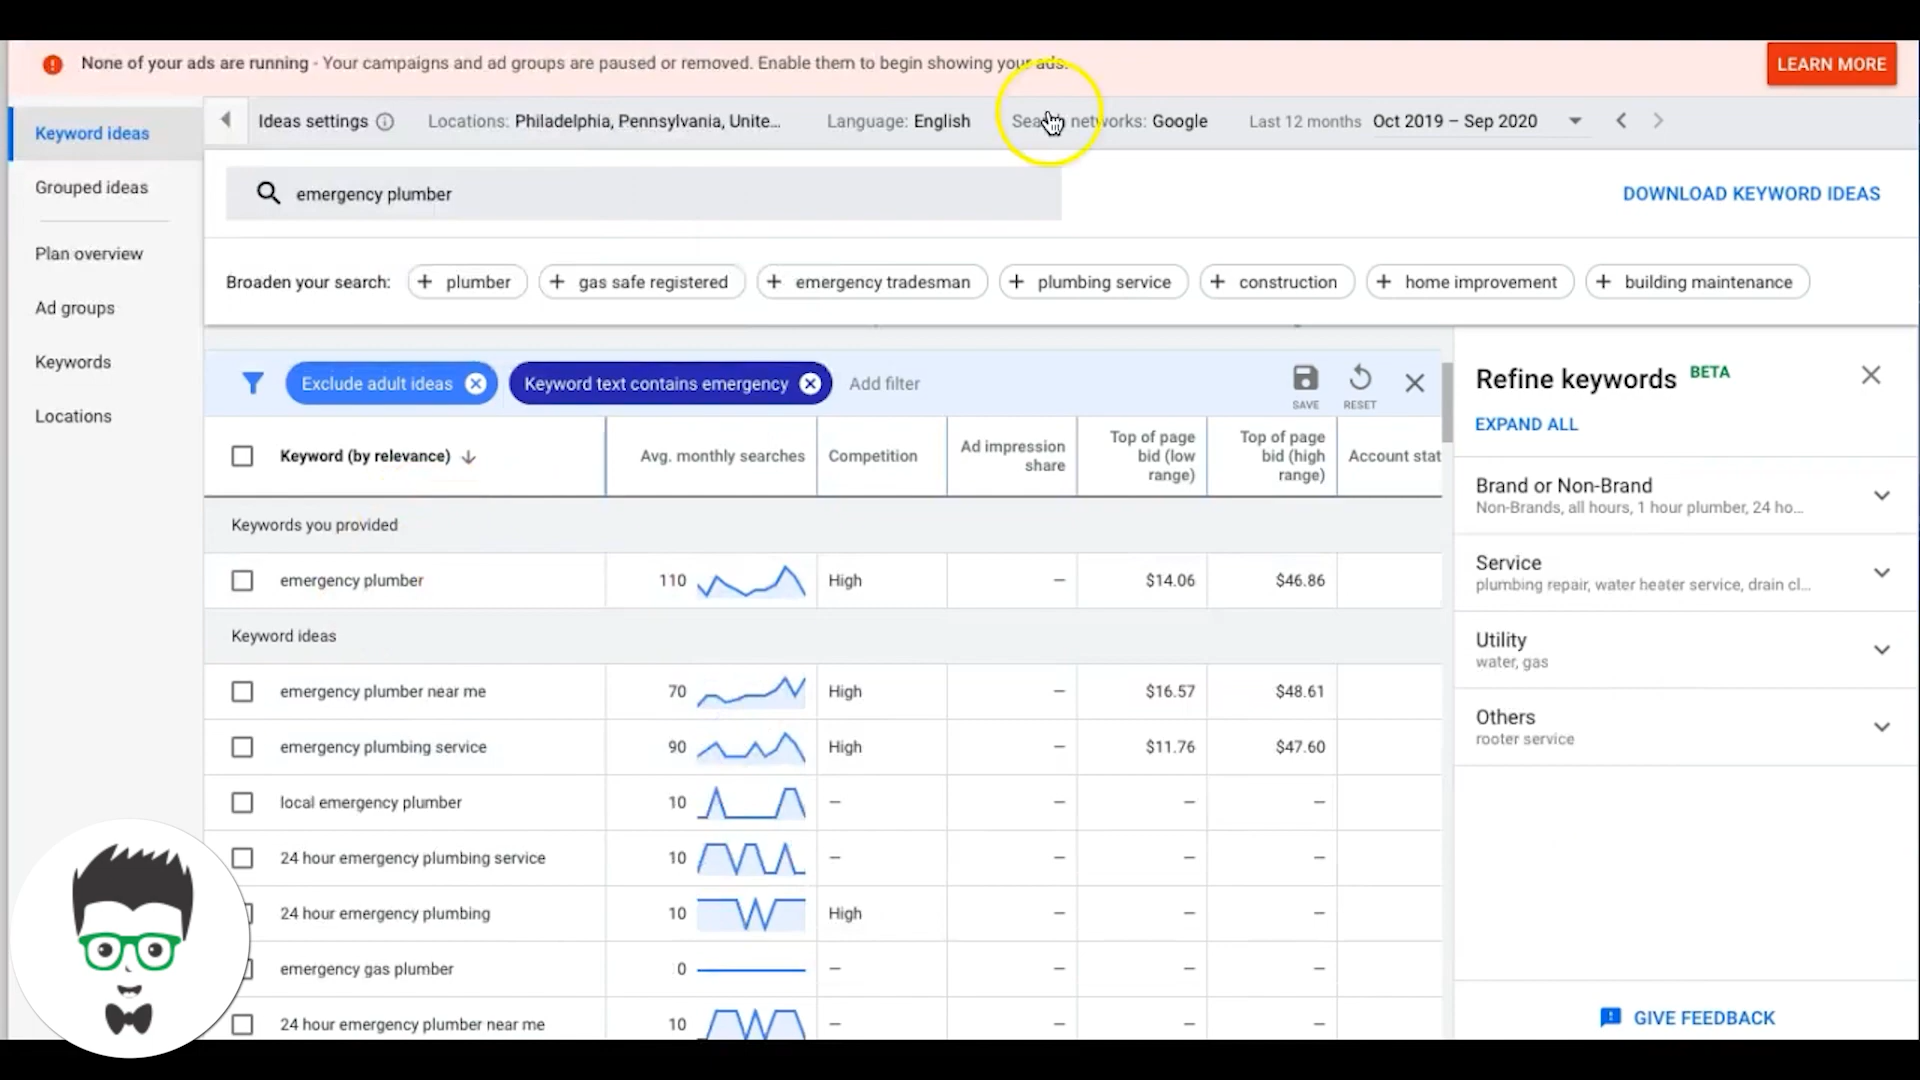 None of your ads are running - Your campaigns and ad groups are paused or removed. Enable them to begin showing your ads.
LEARN MORE
Keyword ideas
Grouped ideas
Plan overview
Ad groups
Keywords
Locations
Ideas settings Locations: Philadelphia, Pennsylvania, Unite... Language: English Search networks: Google Last 12 months Oct 2019 – Sep 2020
emergency plumber
DOWNLOAD KEYWORD IDEAS
Broaden your search: + plumber + gas safe registered + emergency tradesman + plumbing service + construction + home improvement + building maintenance
Exclude adult ideas Keyword text contains emergency Add filter SAVE RESET
Keyword (by relevance) Avg. monthly searches Competition Ad impression share Top of page bid (low range) Top of page bid (high range) Account stat
Keywords you provided
emergency plumber 110 High – $14.06 $46.86
Keyword ideas
emergency plumber near me 70 High – $16.57 $48.61
emergency plumbing service 90 High – $11.76 $47.60
local emergency plumber 10 – – – –
24 hour emergency plumbing service 10 – – – –
24 hour emergency plumbing 10 High – – –
emergency gas plumber 0 – – – –
24 hour emergency plumber near me 10 – – – –
Refine keywords BETA
EXPAND ALL
Brand or Non-Brand
Non-Brands, all hours, 1 hour plumber, 24 ho...
Service
plumbing repair, water heater service, drain cl...
Utility
water, gas
Others
rooter service
GIVE FEEDBACK